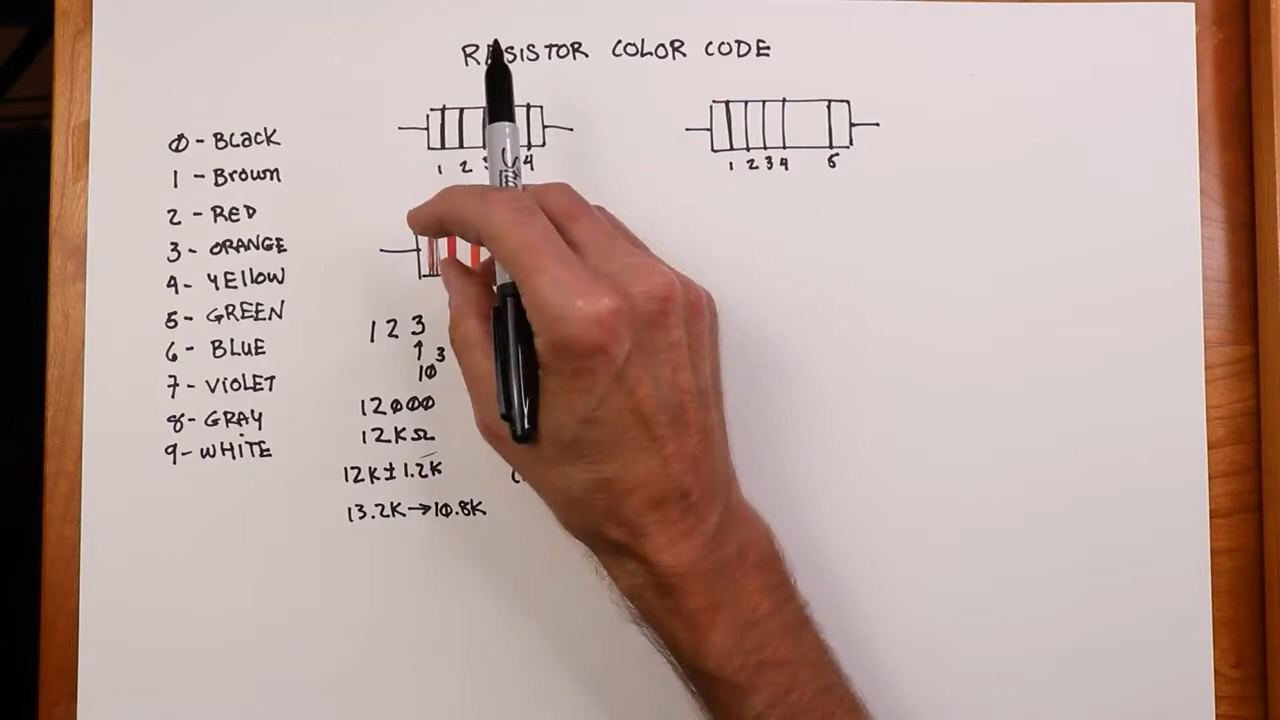 RESISTOR COLOR CODE
0 - BLACK
1 - BROWN
2 - RED
3 - ORANGE
4 - YELLOW
5 - GREEN
6 - BLUE
7 - VIOLET
8 - GRAY
9 - WHITE
1 2 3 4
1 2 3 4 5
1 2 3
↑
10³
12000
12KΩ
12K± 1.2K
13.2K→10.8K